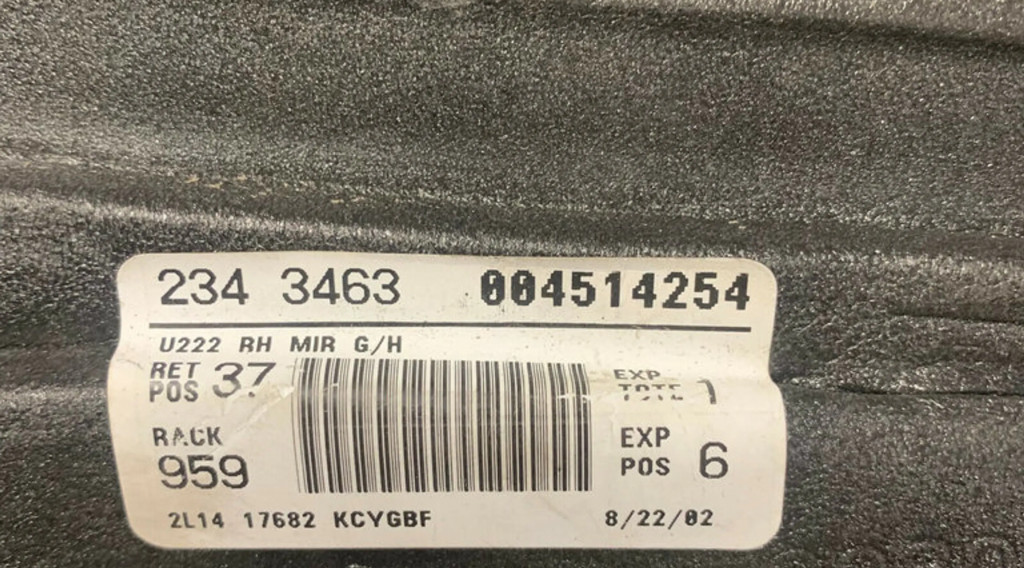 234 3463 004514254
U222 RH MIR G/H
RET POS 37
EXP TOTE 1
RACK 959
EXP POS 6
2L14 17682 KCYGBF 8/22/02